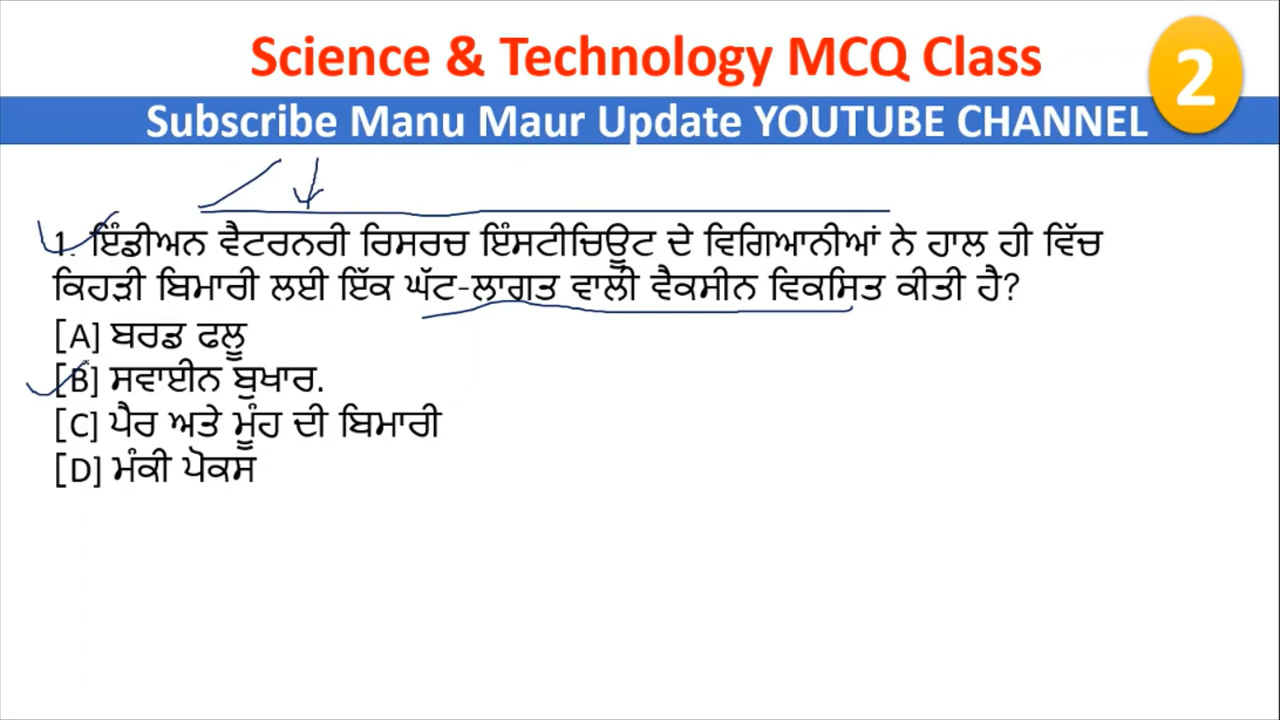 Science & Technology MCQ Class
2
Subscribe Manu Maur Update YOUTUBE CHANNEL
1. ਇੰਡੀਅਨ ਵੈਟਰਨਰੀ ਰਿਸਰਚ ਇੰਸਟੀਚਿਊਟ ਦੇ ਵਿਗਿਆਨੀਆਂ ਨੇ ਹਾਲ ਹੀ ਵਿੱਚ
ਕਿਹੜੀ ਬਿਮਾਰੀ ਲਈ ਇੱਕ ਘੱਟ-ਲਾਗਤ ਵਾਲੀ ਵੈਕਸੀਨ ਵਿਕਸਿਤ ਕੀਤੀ ਹੈ?
[A] ਬਰਡ ਫਲੂ
[B] ਸਵਾਈਨ ਬੁਖਾਰ.
[C] ਪੈਰ ਅਤੇ ਮੂੰਹ ਦੀ ਬਿਮਾਰੀ
[D] ਮੰਕੀ ਪੋਕਸ